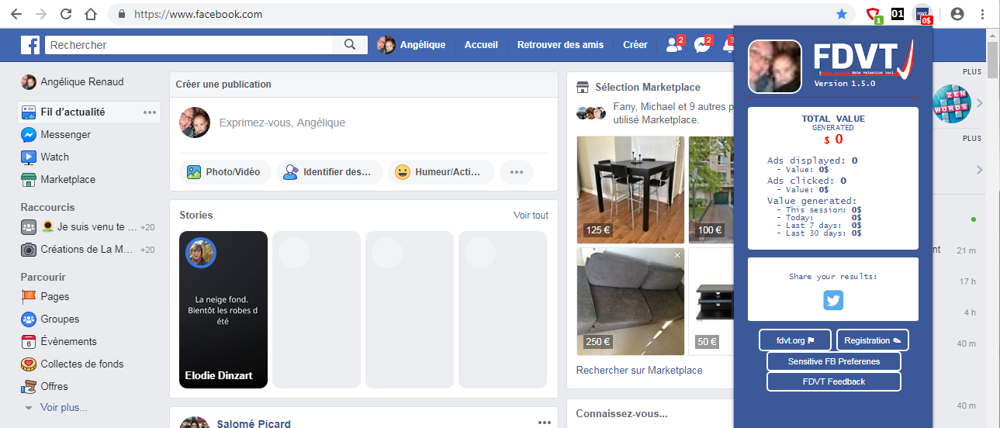 https://www.facebook.com
1
01
FDVT
0$
Rechercher
Angélique
Accueil
Retrouver des amis
Créer
2
2
3
Angélique Renaud
Fil d'actualité
Messenger
Watch
Marketplace
Raccourcis
Je suis venu te ... +20
Créations de La M... +20
Parcourir
Pages
Groupes
6
Évènements
Collectes de fonds
Offres
Voir plus...
Créer une publication
Exprimez-vous, Angélique
Photo/Vidéo
Identifier des...
Humeur/Acti...
Stories
Voir tout
La neige fond.
Bientôt les robes d
été
Elodie Dinzart
Salomé Picard
Sélection Marketplace
Fany, Michael et 9 autres p
utilisé Marketplace.
125 €
100 €
250 €
50 €
Rechercher sur Marketplace
Connaissez-vous...
FDVT
data valuation tool
Version 1.5.0
TOTAL VALUE
GENERATED
$ 0
Ads displayed: 0
- Value: 0$
Ads clicked: 0
- Value: 0$
Value generated:
- This session: 0$
- Today: 0$
- Last 7 days: 0$
- Last 30 days: 0$
Share your results:
fdvt.org
Registration
Sensitive FB Preferenes
FDVT Feedback
PLUS
ZEN
WORDS
PLUS
nt
21 m
17 h
4 h
40 m
40 m